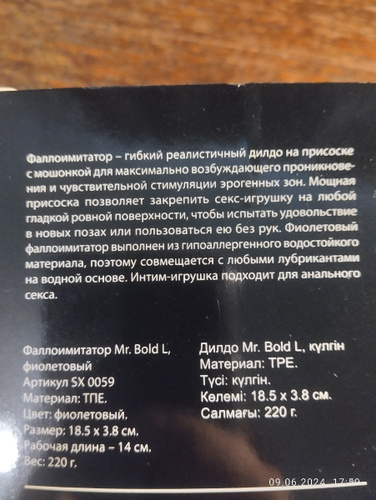 Фаллоимитатор – гибкий реалистичный дилдо на присоске
с мошонкой для максимально возбуждающего проникнове-
ния и чувствительной стимуляции эрогенных зон. Мощная
присоска позволяет закрепить секс-игрушку на любой
гладкой ровной поверхности, чтобы испытать удовольствие
в новых позах или пользоваться ею без рук. Фиолетовый
фаллоимитатор выполнен из гипоаллергенного водостойкого
материала, поэтому совмещается с любыми лубрикантами
на водной основе. Интим-игрушка подходит для анального
секса.
Фаллоимитатор Mr. Bold L,
фиолетовый
Артикул SX 0059
Материал: ТПЕ.
Цвет: фиолетовый.
Размер: 18.5 x 3.8 см.
Рабочая длина – 14 см.
Вес: 220 г.
Дилдо Mr. Bold L, күлгін
Материал: TPE.
Түсі: күлгін.
Көлемі: 18.5 x 3.8 см.
Салмағы: 220 г.
09.06.2024 17:50